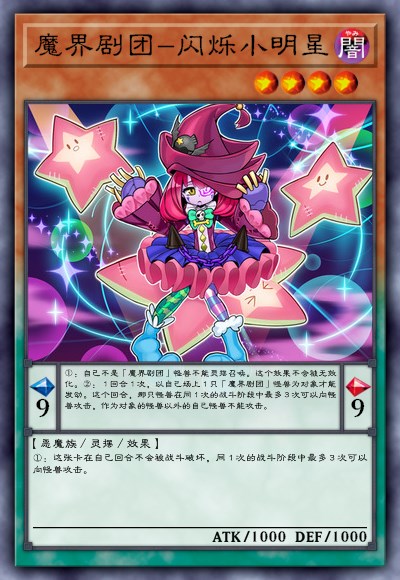 魔界剧团-闪烁小明星
やみ
闇
①：自己不是「魔界剧团」怪兽不能灵摆召唤。这个效果不会被无效
化。②：1回合1次，以自己场上1只「魔界剧团」怪兽为对象才能
发动。这个回合，那只怪兽在同1次的战斗阶段中最多3次可以向怪
兽攻击，作为对象的怪兽以外的自己怪兽不能攻击。
9
9
【恶魔族／灵摆／效果】
①：这张卡在自己回合不会被战斗破坏，同1次的战斗阶段中最多3次可以
向怪兽攻击。
ATK/1000 DEF/1000